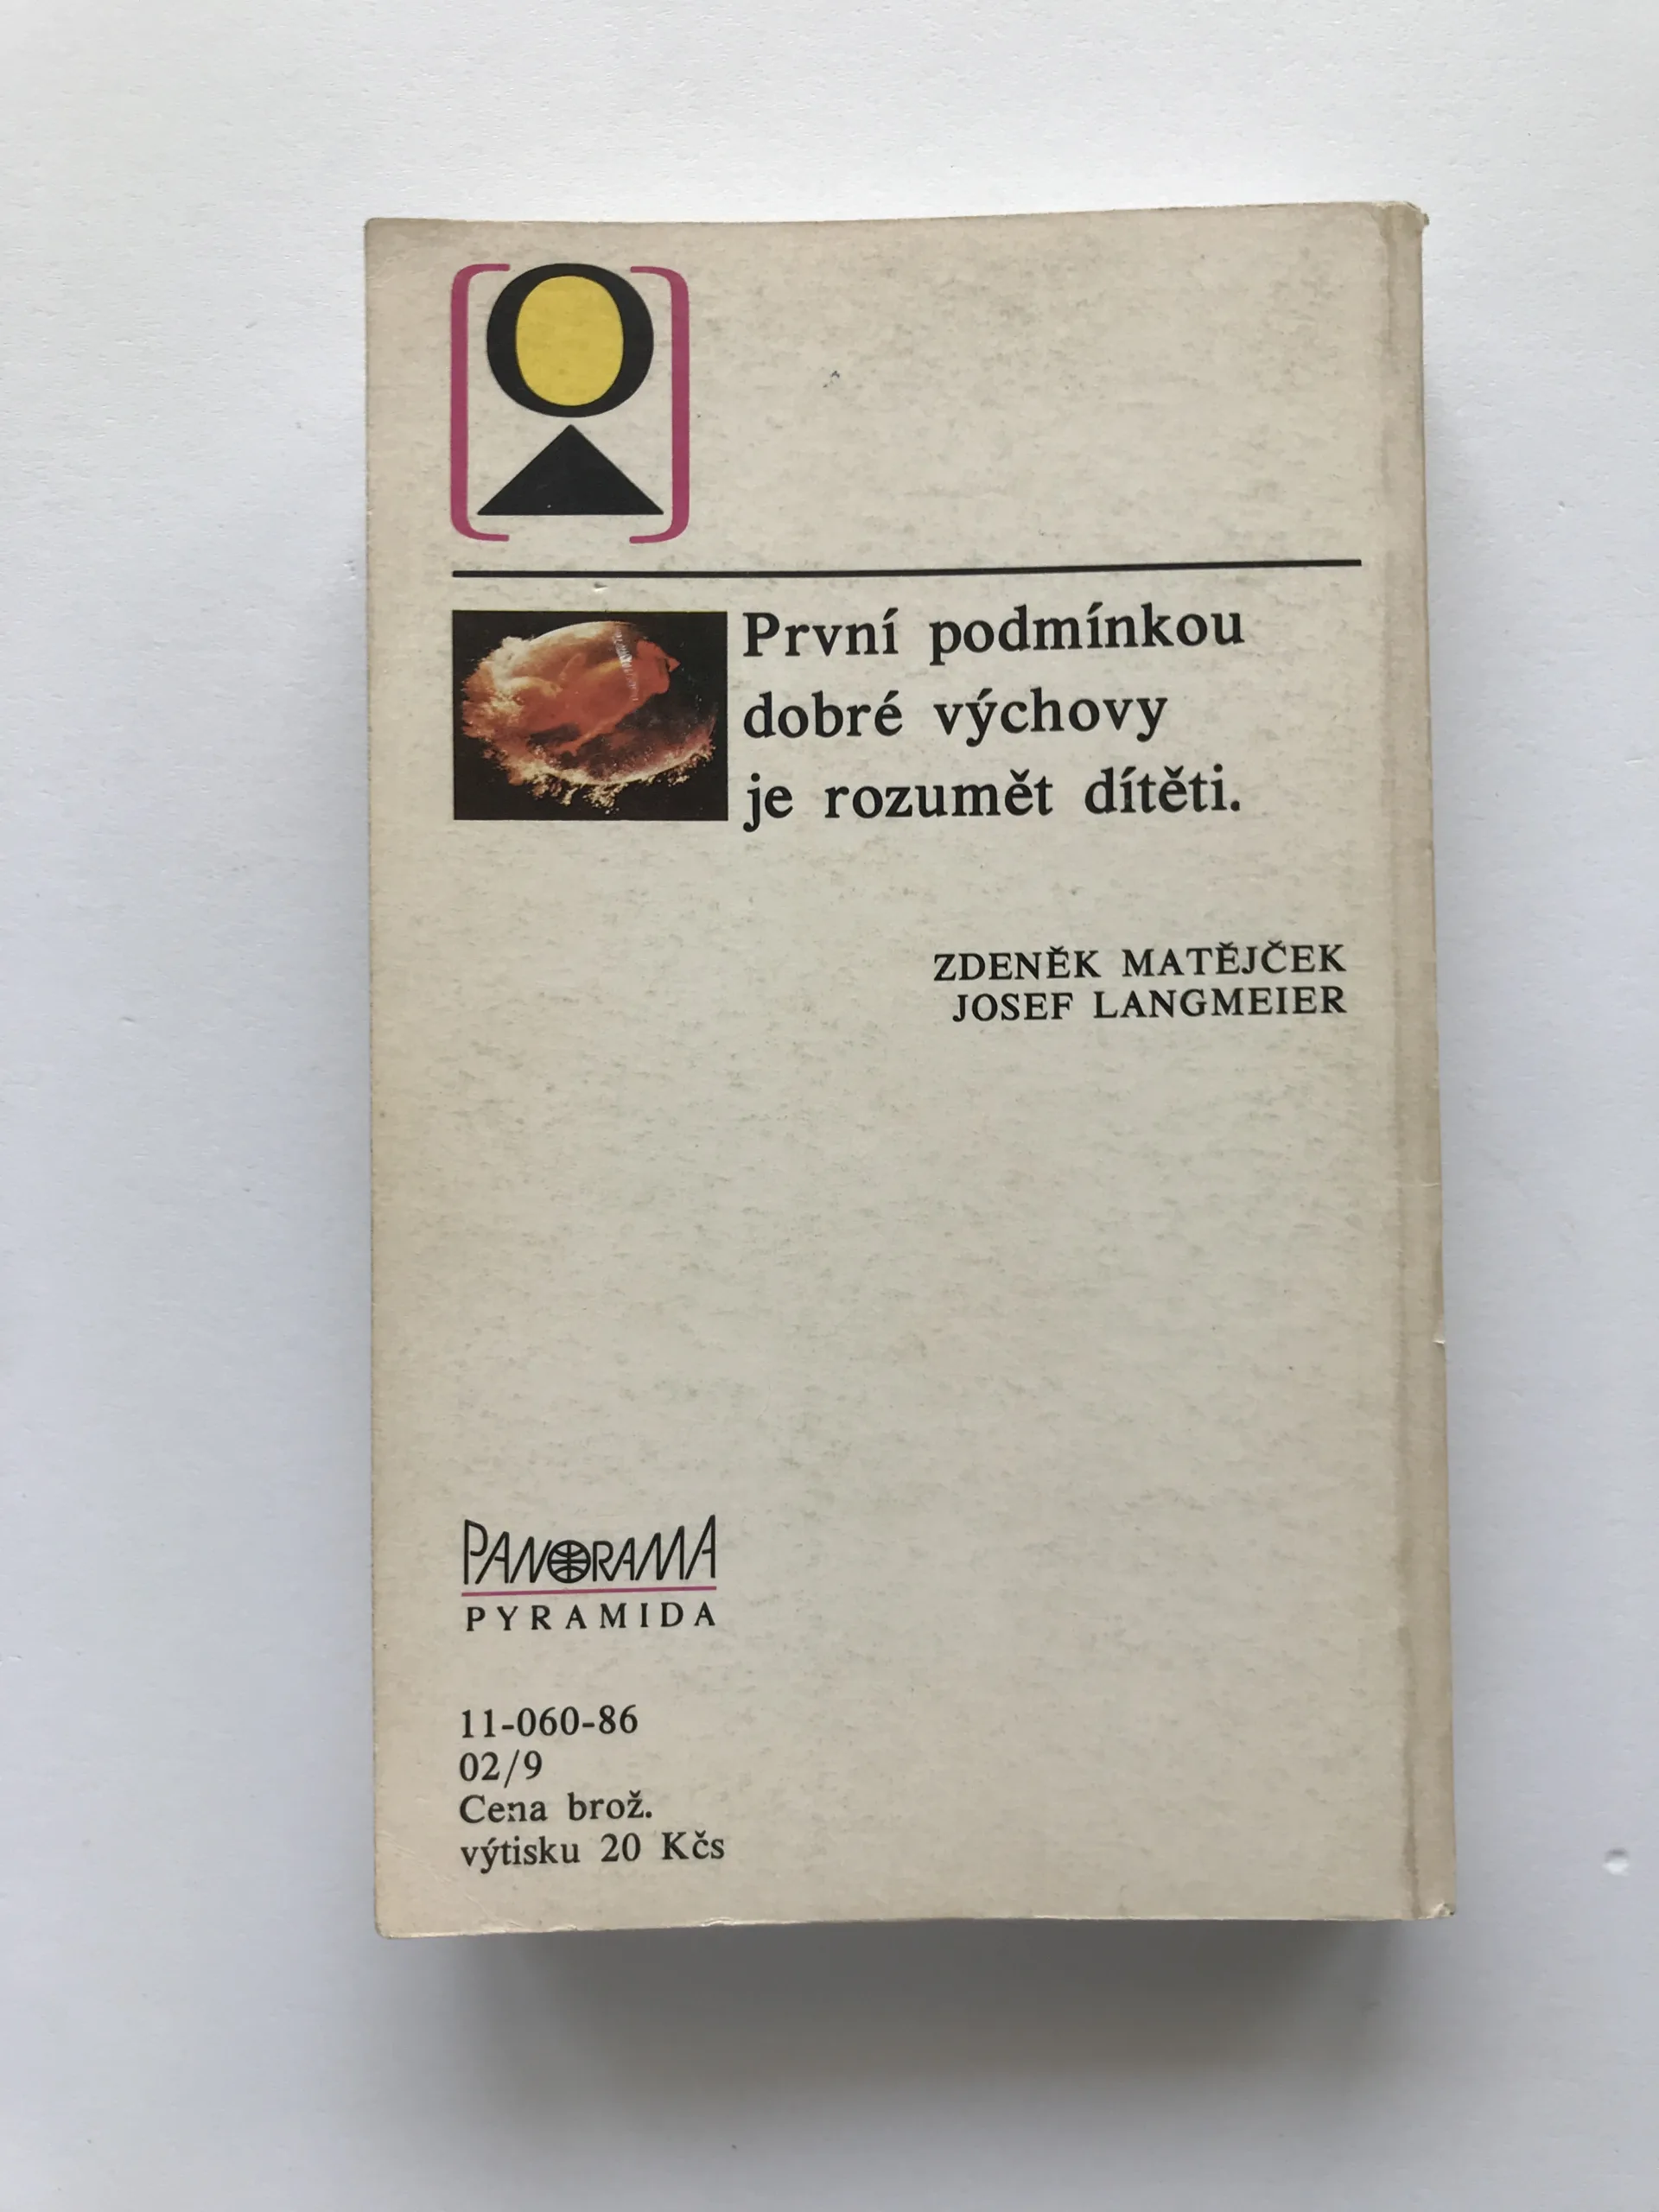 První podmínkou
dobré výchovy
je rozumět dítěti.
ZDENĚK MATĚJČEK
JOSEF LANGMEIER
PANORAMA
PYRAMIDA
11-060-86
02/9
Cena brož.
výtisku 20 Kčs